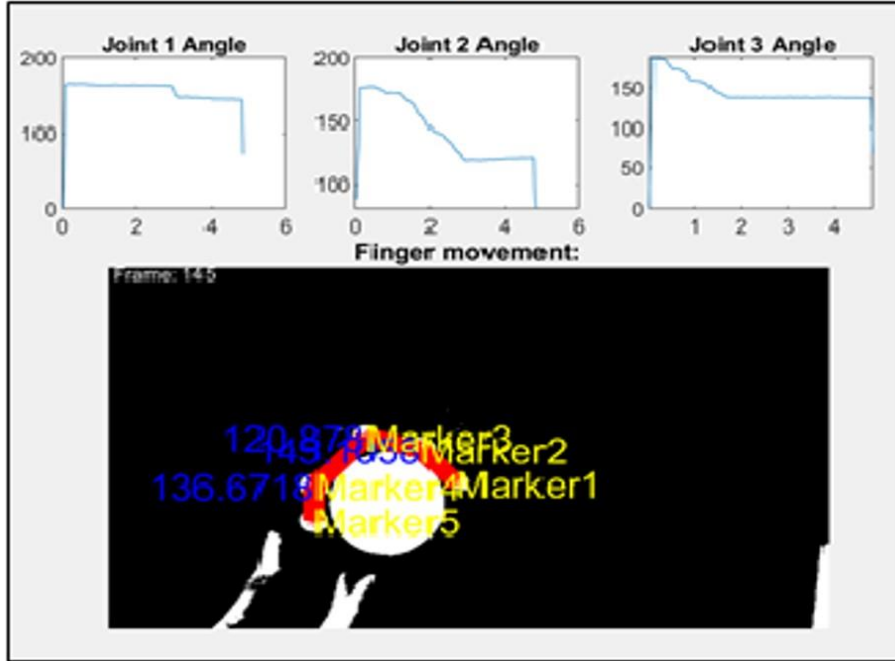 Joint 1 Angle
Joint 2 Angle
Joint 3 Angle
200
100
0
0 2 4 6
200
150
100
0 2 4 6
150
100
50
0
1 2 3 4
Finger movement:
Frame: 145
Marker3
Marker2
136.6718
Marker4
Marker1
Marker5